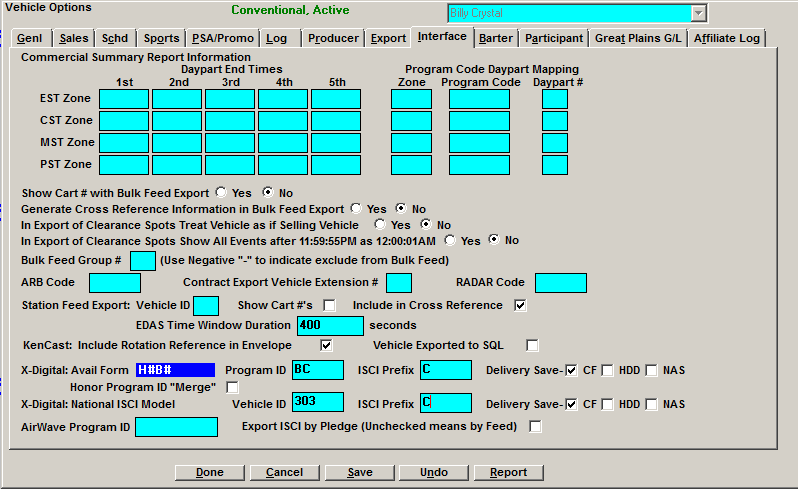 Vehicle Options Conventional, Active Billy Crystal
Genl Sales Schd Sports PSA/Promo Log Producer Export Interface Barter Participant Great Plains G/L Affiliate Log
Commercial Summary Report Information
Daypart End Times Program Code Daypart Mapping
1st 2nd 3rd 4th 5th Zone Program Code Daypart #
EST Zone
CST Zone
MST Zone
PST Zone
Show Cart # with Bulk Feed Export Yes No
Generate Cross Reference Information in Bulk Feed Export Yes No
In Export of Clearance Spots Treat Vehicle as if Selling Vehicle Yes No
In Export of Clearance Spots Show All Events after 11:59:55PM as 12:00:01AM Yes No
Bulk Feed Group # (Use Negative "-" to indicate exclude from Bulk Feed)
ARB Code Contract Export Vehicle Extension # RADAR Code
Station Feed Export: Vehicle ID Show Cart #'s Include in Cross Reference
EDAS Time Window Duration 400 seconds
KenCast: Include Rotation Reference in Envelope Vehicle Exported to SQL
X-Digital: Avail Form H#B# Program ID BC ISCI Prefix C Delivery Save- CF HDD NAS
Honor Program ID "Merge"
X-Digital: National ISCI Model Vehicle ID 303 ISCI Prefix C Delivery Save- CF HDD NAS
AirWave Program ID Export ISCI by Pledge (Unchecked means by Feed)
Done Cancel Save Undo Report